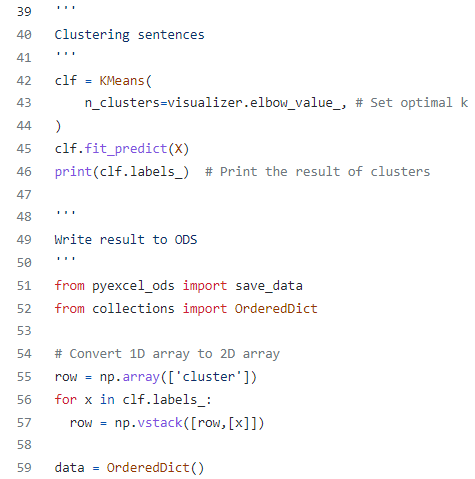 39 '''
40 Clustering sentences
41 '''
42 clf = KMeans(
43     n_clusters=visualizer.elbow_value_, # Set optimal k
44 )
45 clf.fit_predict(X)
46 print(clf.labels_)  # Print the result of clusters
47
48 '''
49 Write result to ODS
50 '''
51 from pyexcel_ods import save_data
52 from collections import OrderedDict
53
54 # Convert 1D array to 2D array
55 row = np.array(['cluster'])
56 for x in clf.labels_:
57   row = np.vstack([row,[x]])
58
59 data = OrderedDict()